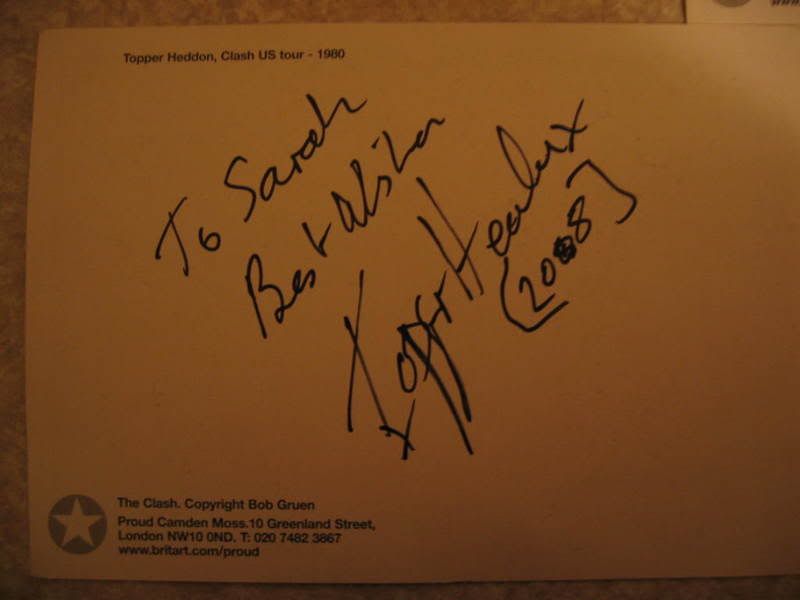 Topper Heddon, Clash US tour - 1980
To Sarah
Best Wishes
Topper Headon x
(2008)
x
The Clash. Copyright Bob Gruen
Proud Camden Moss.10 Greenland Street,
London NW10 0ND. T: 020 7482 3867
www.britart.com/proud